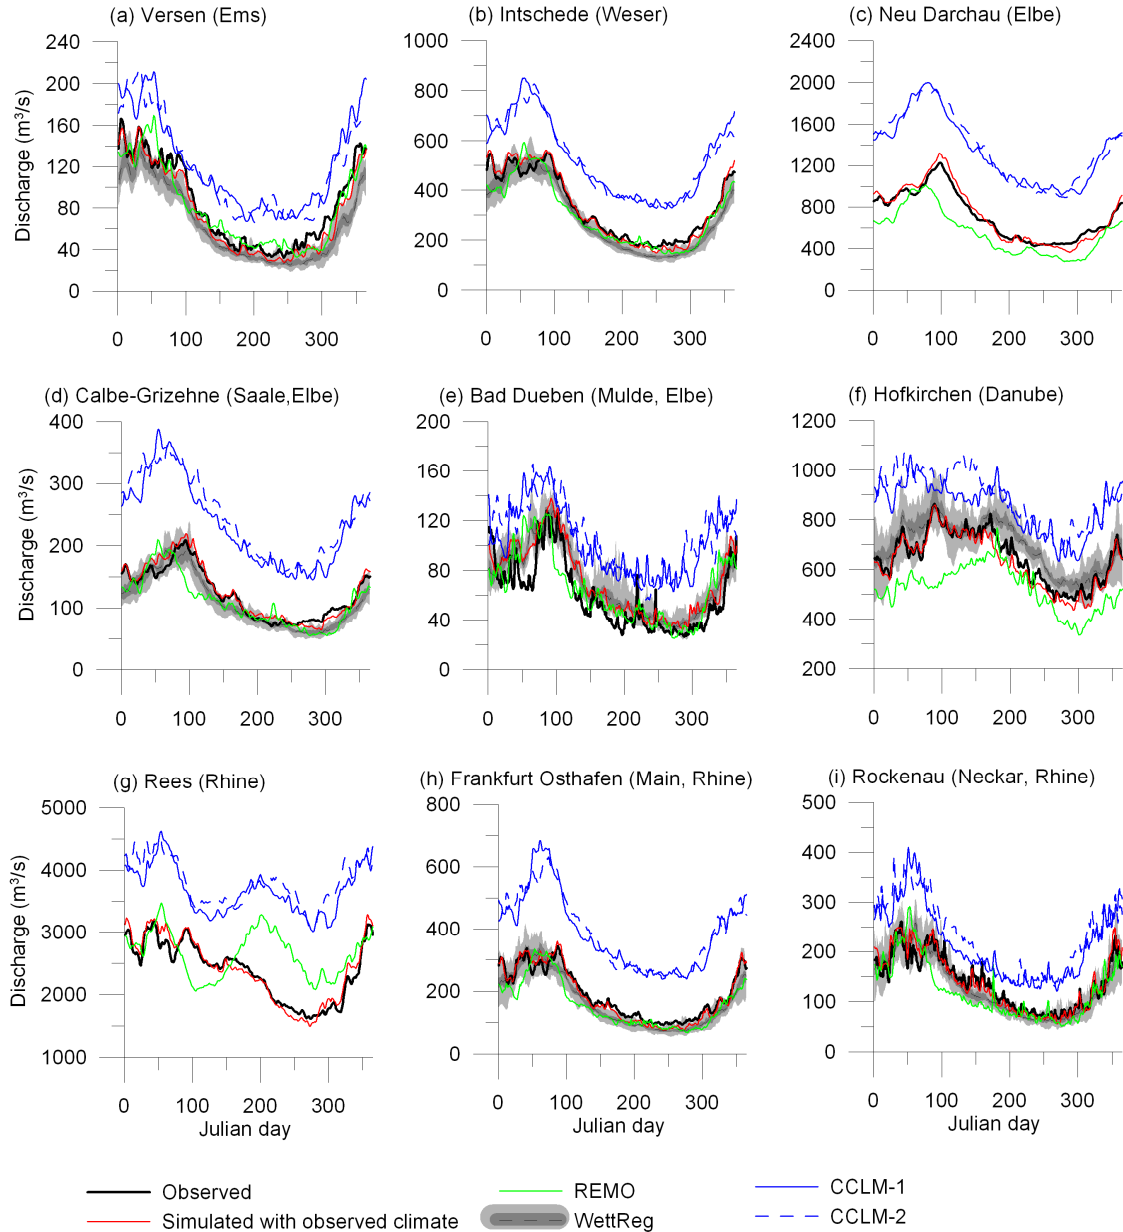 (a) Versen (Ems)
(b) Intschede (Weser)
(c) Neu Darchau (Elbe)
240
200
160
120
80
40
0
Discharge (m³/s)
0 100 200 300
1000
800
600
400
200
0
0 100 200 300
2400
2000
1600
1200
800
400
0
0 100 200 300
(d) Calbe-Grizehne (Saale,Elbe)
(e) Bad Dueben (Mulde, Elbe)
(f) Hofkirchen (Danube)
400
300
200
100
0
Discharge (m³/s)
0 100 200 300
200
160
120
80
40
0
0 100 200 300
1200
1000
800
600
400
200
0 100 200 300
(g) Rees (Rhine)
(h) Frankfurt Osthafen (Main, Rhine)
(i) Rockenau (Neckar, Rhine)
5000
4000
3000
2000
1000
Discharge (m³/s)
0 100 200 300
Julian day
800
600
400
200
0
0 100 200 300
Julian day
500
400
300
200
100
0
0 100 200 300
Julian day
Observed
REMO
CCLM-1
Simulated with observed climate
WettReg
CCLM-2